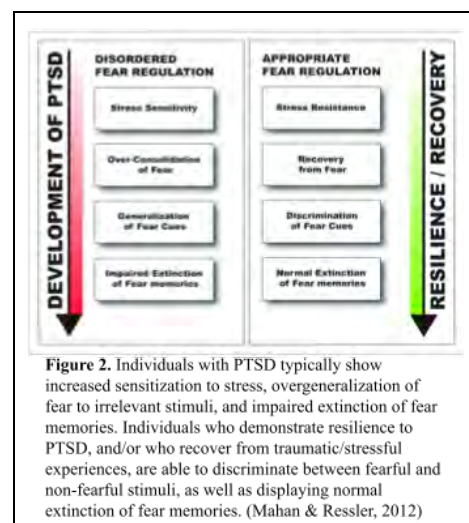 DEVELOPMENT OF PTSD
DISORDERED
FEAR REGULATION
Stress Sensitivity
Over-Consolidation
of Fear
Generalization
of Fear Cues
Impaired Extinction
of Fear memories
APPROPRIATE
FEAR REGULATION
Stress Resistance
Recovery
from Fear
Discrimination
of Fear Cues
Normal Extinction
of Fear memories
RESILIENCE / RECOVERY
Figure 2. Individuals with PTSD typically show
increased sensitization to stress, overgeneralization of
fear to irrelevant stimuli, and impaired extinction of fear
memories. Individuals who demonstrate resilience to
PTSD, and/or who recover from traumatic/stressful
experiences, are able to discriminate between fearful and
non-fearful stimuli, as well as displaying normal
extinction of fear memories. (Mahan & Ressler, 2012)